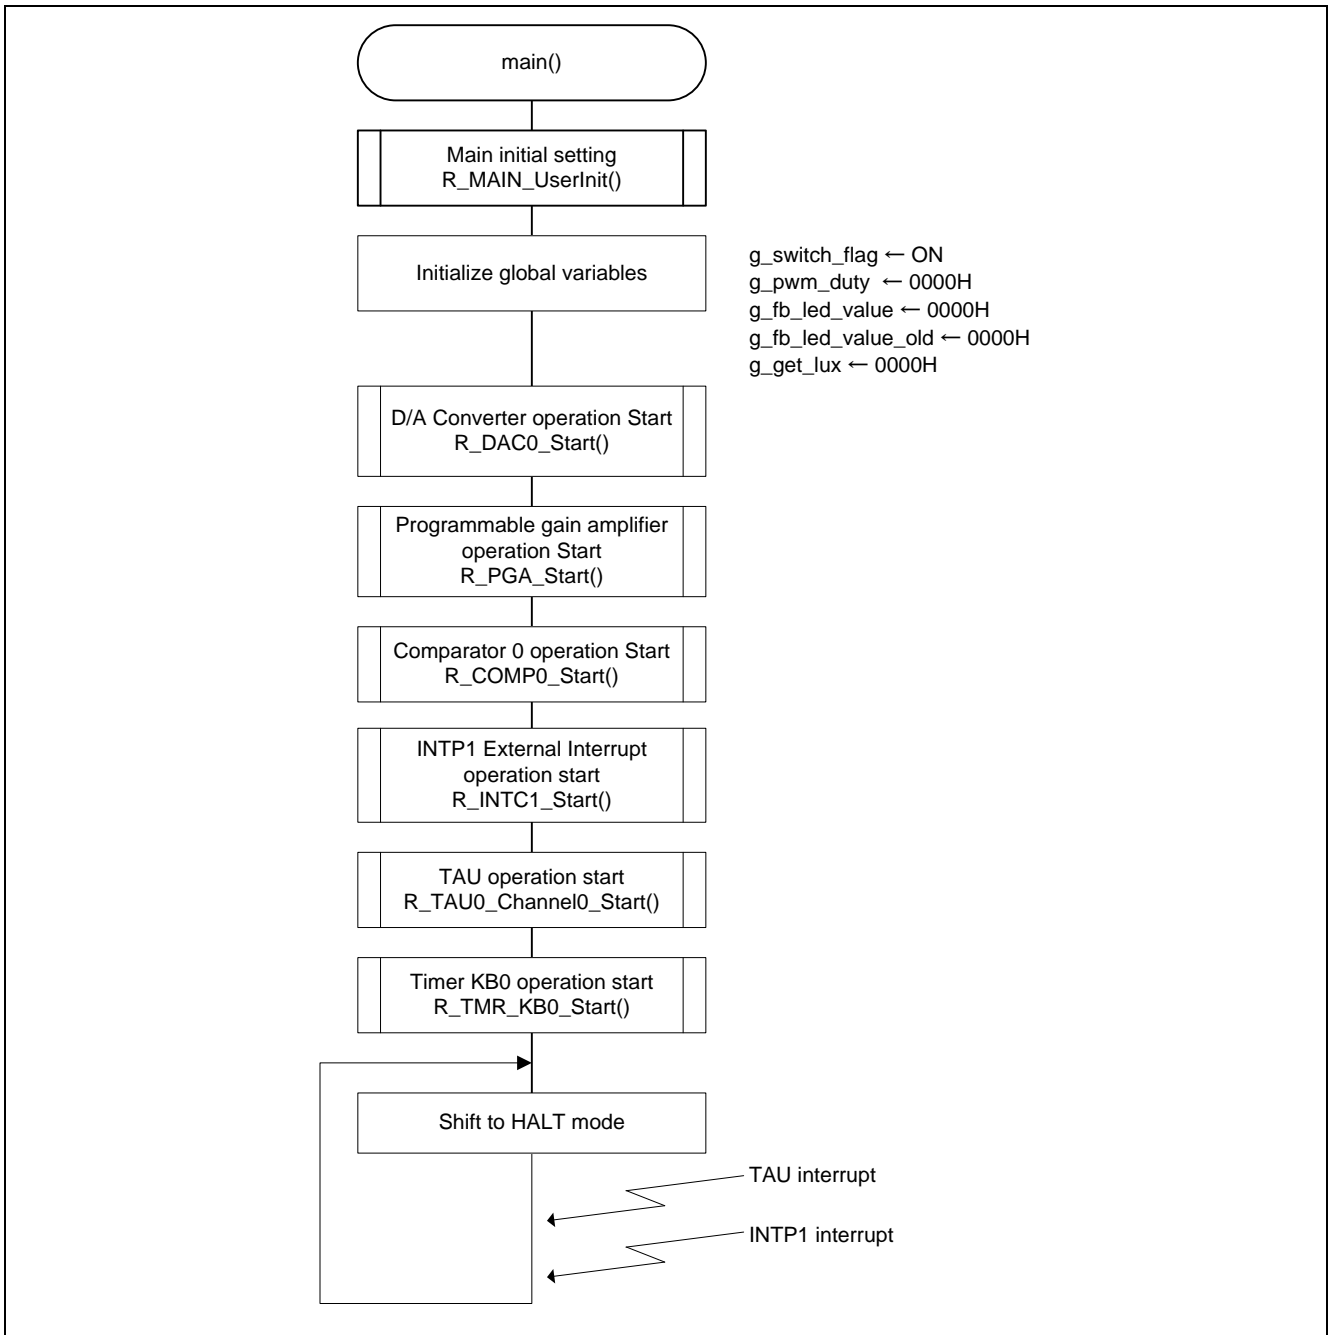 main()
Main initial setting
R_MAIN_UserInit()
Initialize global variables
g_switch_flag ← ON
g_pwm_duty ← 0000H
g_fb_led_value ← 0000H
g_fb_led_value_old ← 0000H
g_get_lux ← 0000H
D/A Converter operation Start
R_DAC0_Start()
Programmable gain amplifier
operation Start
R_PGA_Start()
Comparator 0 operation Start
R_COMP0_Start()
INTP1 External Interrupt
operation start
R_INTC1_Start()
TAU operation start
R_TAU0_Channel0_Start()
Timer KB0 operation start
R_TMR_KB0_Start()
Shift to HALT mode
TAU interrupt
INTP1 interrupt